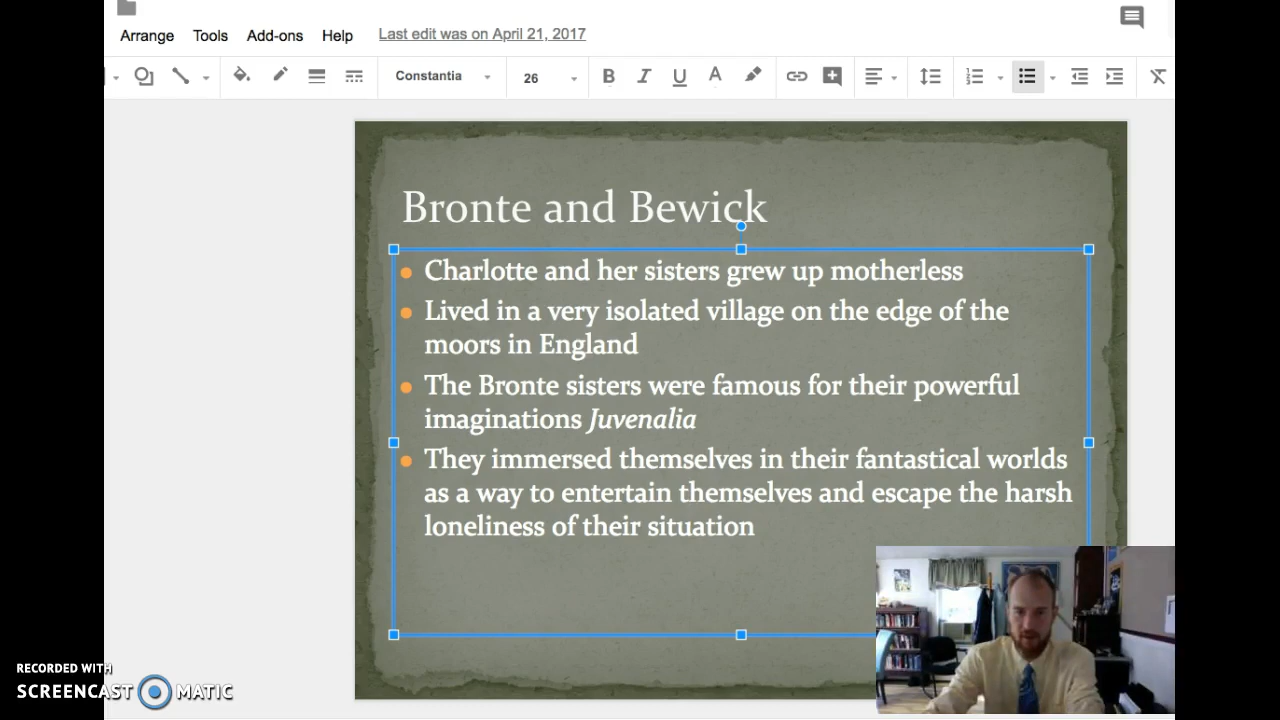 Arrange Tools Add-ons Help Last edit was on April 21, 2017
Constantia 26 B I U A
Bronte and Bewick
Charlotte and her sisters grew up motherless
Lived in a very isolated village on the edge of the
moors in England
The Bronte sisters were famous for their powerful
imaginations Juvenalia
They immersed themselves in their fantastical worlds
as a way to entertain themselves and escape the harsh
loneliness of their situation
RECORDED WITH
SCREENCAST MATIC